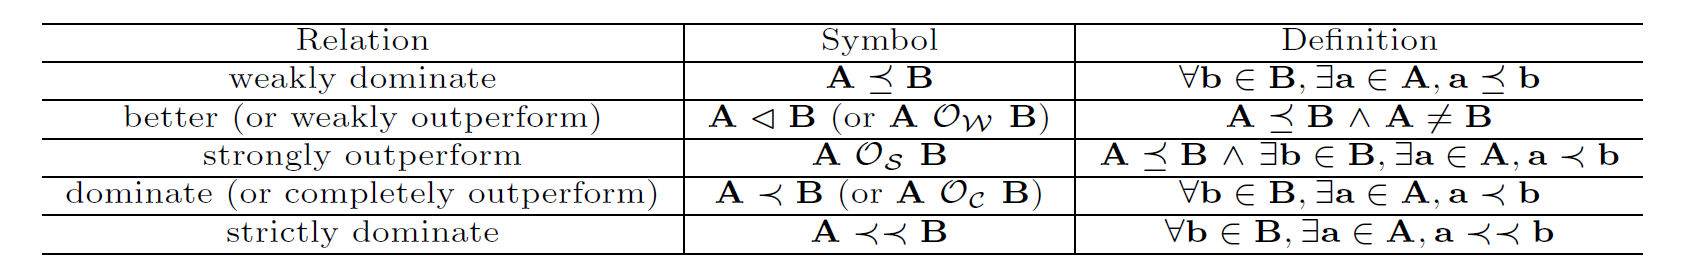 Relation Symbol Definition
weakly dominate A ⪯ B ∀b ∈ B, ∃a ∈ A, a ⪯ b
better (or weakly outperform) A ⊲ B (or A 𝒪_𝒲 B) A ⪯ B ∧ A ≠ B
strongly outperform A 𝒪_𝒮 B A ⪯ B ∧ ∃b ∈ B, ∃a ∈ A, a ≺ b
dominate (or completely outperform) A ≺ B (or A 𝒪_𝒞 B) ∀b ∈ B, ∃a ∈ A, a ≺ b
strictly dominate A ≺≺ B ∀b ∈ B, ∃a ∈ A, a ≺≺ b